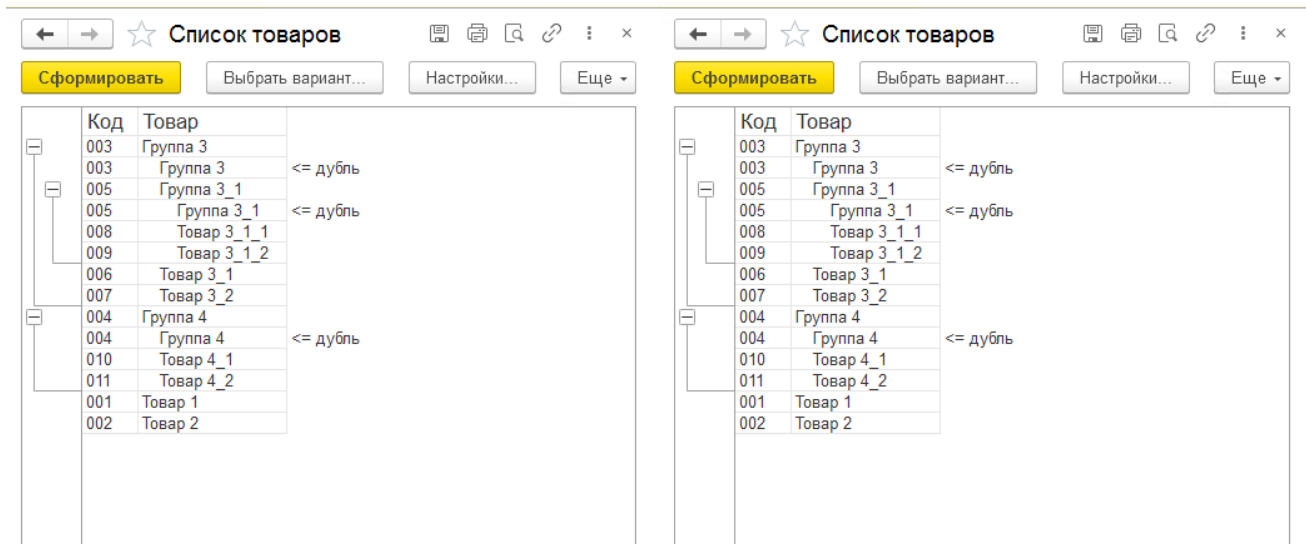 Список товаров
Сформировать Выбрать вариант... Настройки... Еще
Код Товар
003 Группа 3
003 Группа 3 <= дубль
005 Группа 3_1
005 Группа 3_1 <= дубль
008 Товар 3_1_1
009 Товар 3_1_2
006 Товар 3_1
007 Товар 3_2
004 Группа 4
004 Группа 4 <= дубль
010 Товар 4_1
011 Товар 4_2
001 Товар 1
002 Товар 2
Список товаров
Сформировать Выбрать вариант... Настройки... Еще
Код Товар
003 Группа 3
003 Группа 3 <= дубль
005 Группа 3_1
005 Группа 3_1 <= дубль
008 Товар 3_1_1
009 Товар 3_1_2
006 Товар 3_1
007 Товар 3_2
004 Группа 4
004 Группа 4 <= дубль
010 Товар 4_1
011 Товар 4_2
001 Товар 1
002 Товар 2